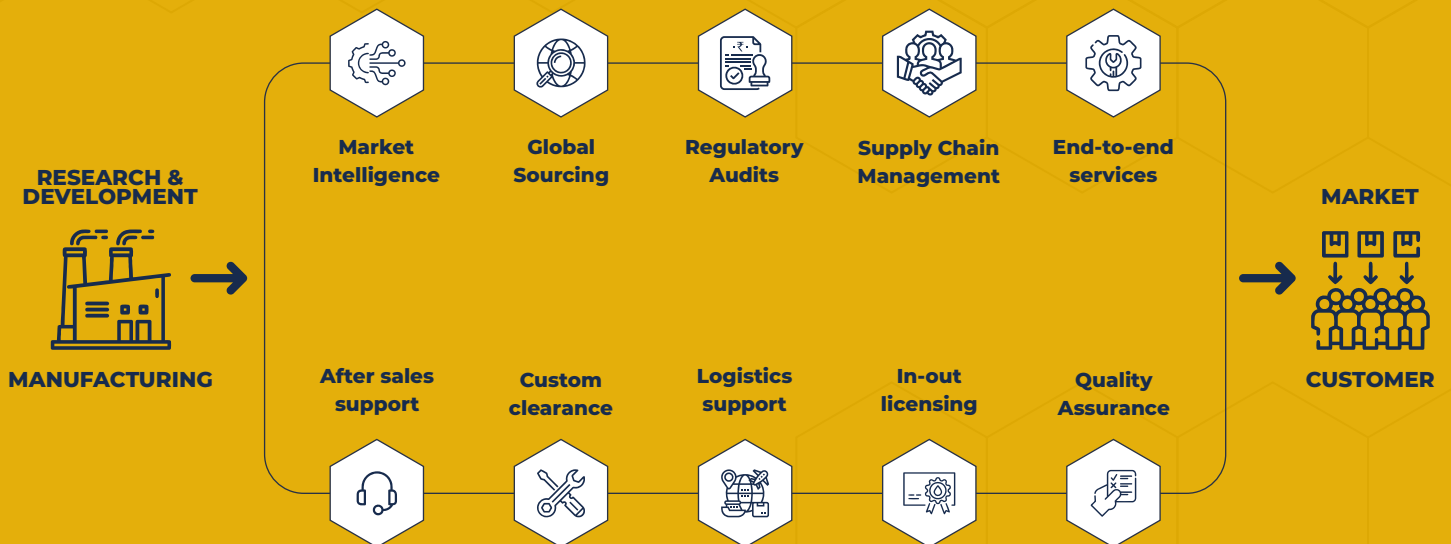 RESEARCH &
DEVELOPMENT
MANUFACTURING
Market
Intelligence
Global
Sourcing
₹
Regulatory
Audits
Supply Chain
Management
End-to-end
services
After sales
support
Custom
clearance
Logistics
support
In-out
licensing
Quality
Assurance
MARKET
CUSTOMER